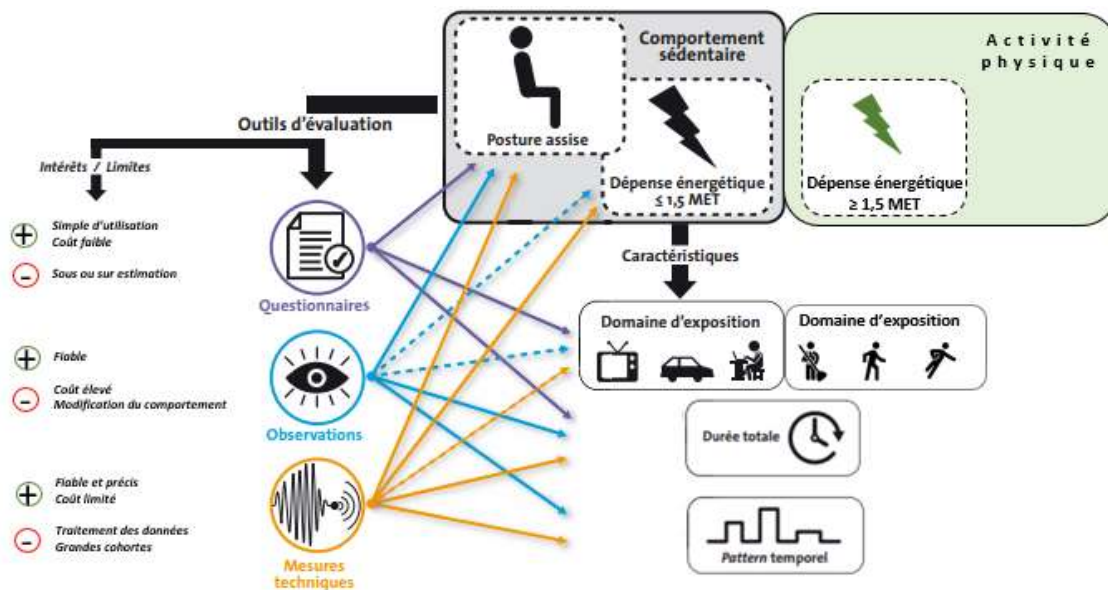 Comportement
sédentaire
Activité
physique
Posture assise
Dépense énergétique
≤ 1,5 MET
Dépense énergétique
≥ 1,5 MET
Outils d'évaluation
Intérêts / Limites
Caractéristiques
+ Simple d'utilisation
Coût faible
- Sous ou sur estimation
Questionnaires
Domaine d'exposition
Domaine d'exposition
+ Fiable
- Coût élevé
Modification du comportement
Observations
Durée totale
+ Fiable et précis
Coût limité
- Traitement des données
Grandes cohortes
Mesures
techniques
Pattern temporel